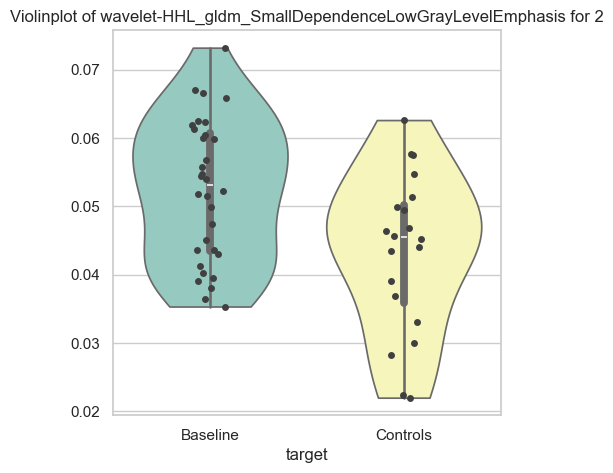 Violinplot of wavelet-HHL_gldm_SmallDependenceLowGrayLevelEmphasis for 2
0.07
0.06
0.05
0.04
0.03
0.02
Baseline Controls
target